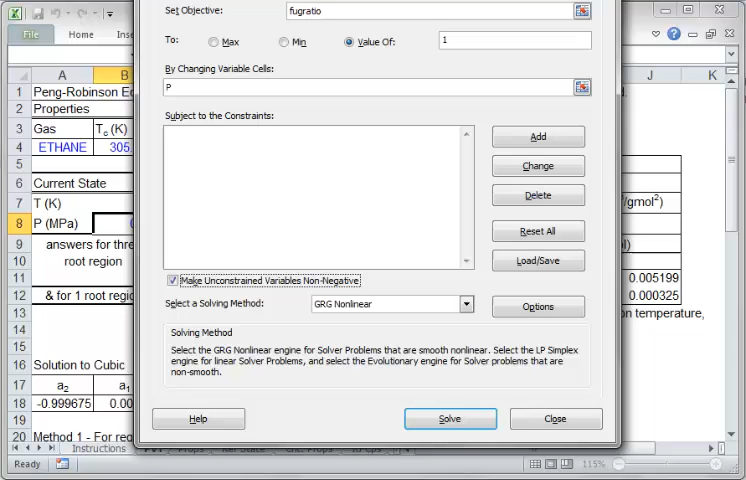 Set Objective: fugratio
To: Max Min Value Of: 1
By Changing Variable Cells:
P
Subject to the Constraints:
Add
Change
Delete
Reset All
Load/Save
Make Unconstrained Variables Non-Negative
Select a Solving Method: GRG Nonlinear Options
Solving Method
Select the GRG Nonlinear engine for Solver Problems that are smooth nonlinear. Select the LP Simplex
engine for linear Solver Problems, and select the Evolutionary engine for Solver problems that are
non-smooth.
Help Solve Close
File Home
A B J K
1 Peng-Robinson
2 Properties
3 Gas Tc (K)
4 ETHANE 305.
5
6 Current State
7 T (K) /gmol²)
8 P (MPa)
9 answers for
10 root region
11 0.005199
12 & for 1 root 0.000325
13 on temperature,
14
15
16 Solution to Cubic
17 a2 a1
18 -0.999675 0.00
19
20 Method 1 - For
Instructions Props Ref State
Ready 115%